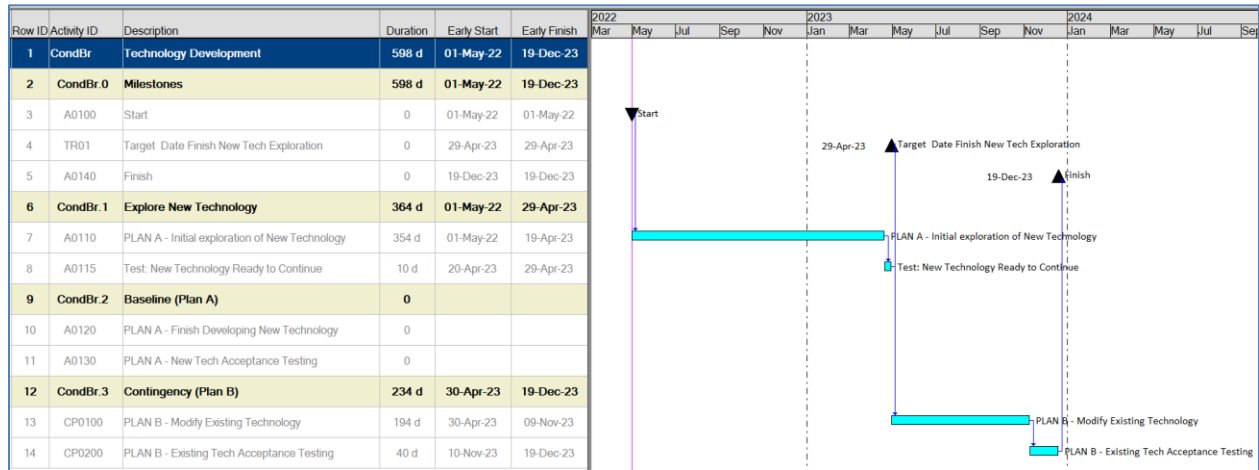 2022 2023 2024
Row ID Activity ID Description Duration Early Start Early Finish Mar May Jul Sep Nov Jan Mar May Jul Sep Nov Jan Mar May Jul Sep
1 CondBr Technology Development 598 d 01-May-22 19-Dec-23
2 CondBr.0 Milestones 598 d 01-May-22 19-Dec-23
3 A0100 Start 0 01-May-22 01-May-22 Start
4 TR01 Target Date Finish New Tech Exploration 0 29-Apr-23 29-Apr-23 29-Apr-23 Target Date Finish New Tech Exploration
5 A0140 Finish 0 19-Dec-23 19-Dec-23 19-Dec-23 Finish
6 CondBr.1 Explore New Technology 364 d 01-May-22 29-Apr-23
7 A0110 PLAN A - Initial exploration of New Technology 354 d 01-May-22 19-Apr-23 PLAN A - Initial exploration of New Technology
8 A0115 Test: New Technology Ready to Continue 10 d 20-Apr-23 29-Apr-23 Test: New Technology Ready to Continue
9 CondBr.2 Baseline (Plan A) 0
10 A0120 PLAN A - Finish Developing New Technology 0
11 A0130 PLAN A - New Tech Acceptance Testing 0
12 CondBr.3 Contingency (Plan B) 234 d 30-Apr-23 19-Dec-23
13 CP0100 PLAN B - Modify Existing Technology 194 d 30-Apr-23 09-Nov-23 PLAN B - Modify Existing Technology
14 CP0200 PLAN B - Existing Tech Acceptance Testing 40 d 10-Nov-23 19-Dec-23 PLAN B - Existing Tech Acceptance Testing